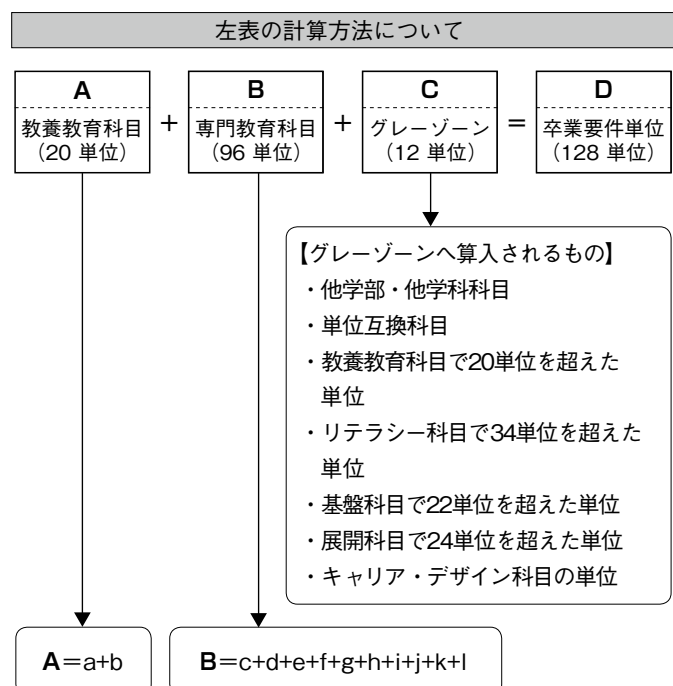 左表の計算方法について
A + B + C = D
教養教育科目 専門教育科目 グレーゾーン 卒業要件単位
(20 単位) (96 単位) (12 単位) (128 単位)
【グレーゾーンへ算入されるもの】
・他学部・他学科科目
・単位互換科目
・教養教育科目で20単位を超えた
単位
・リテラシー科目で34単位を超えた
単位
・基盤科目で22単位を超えた単位
・展開科目で24単位を超えた単位
・キャリア・デザイン科目の単位
A=a+b
B=c+d+e+f+g+h+i+j+k+l